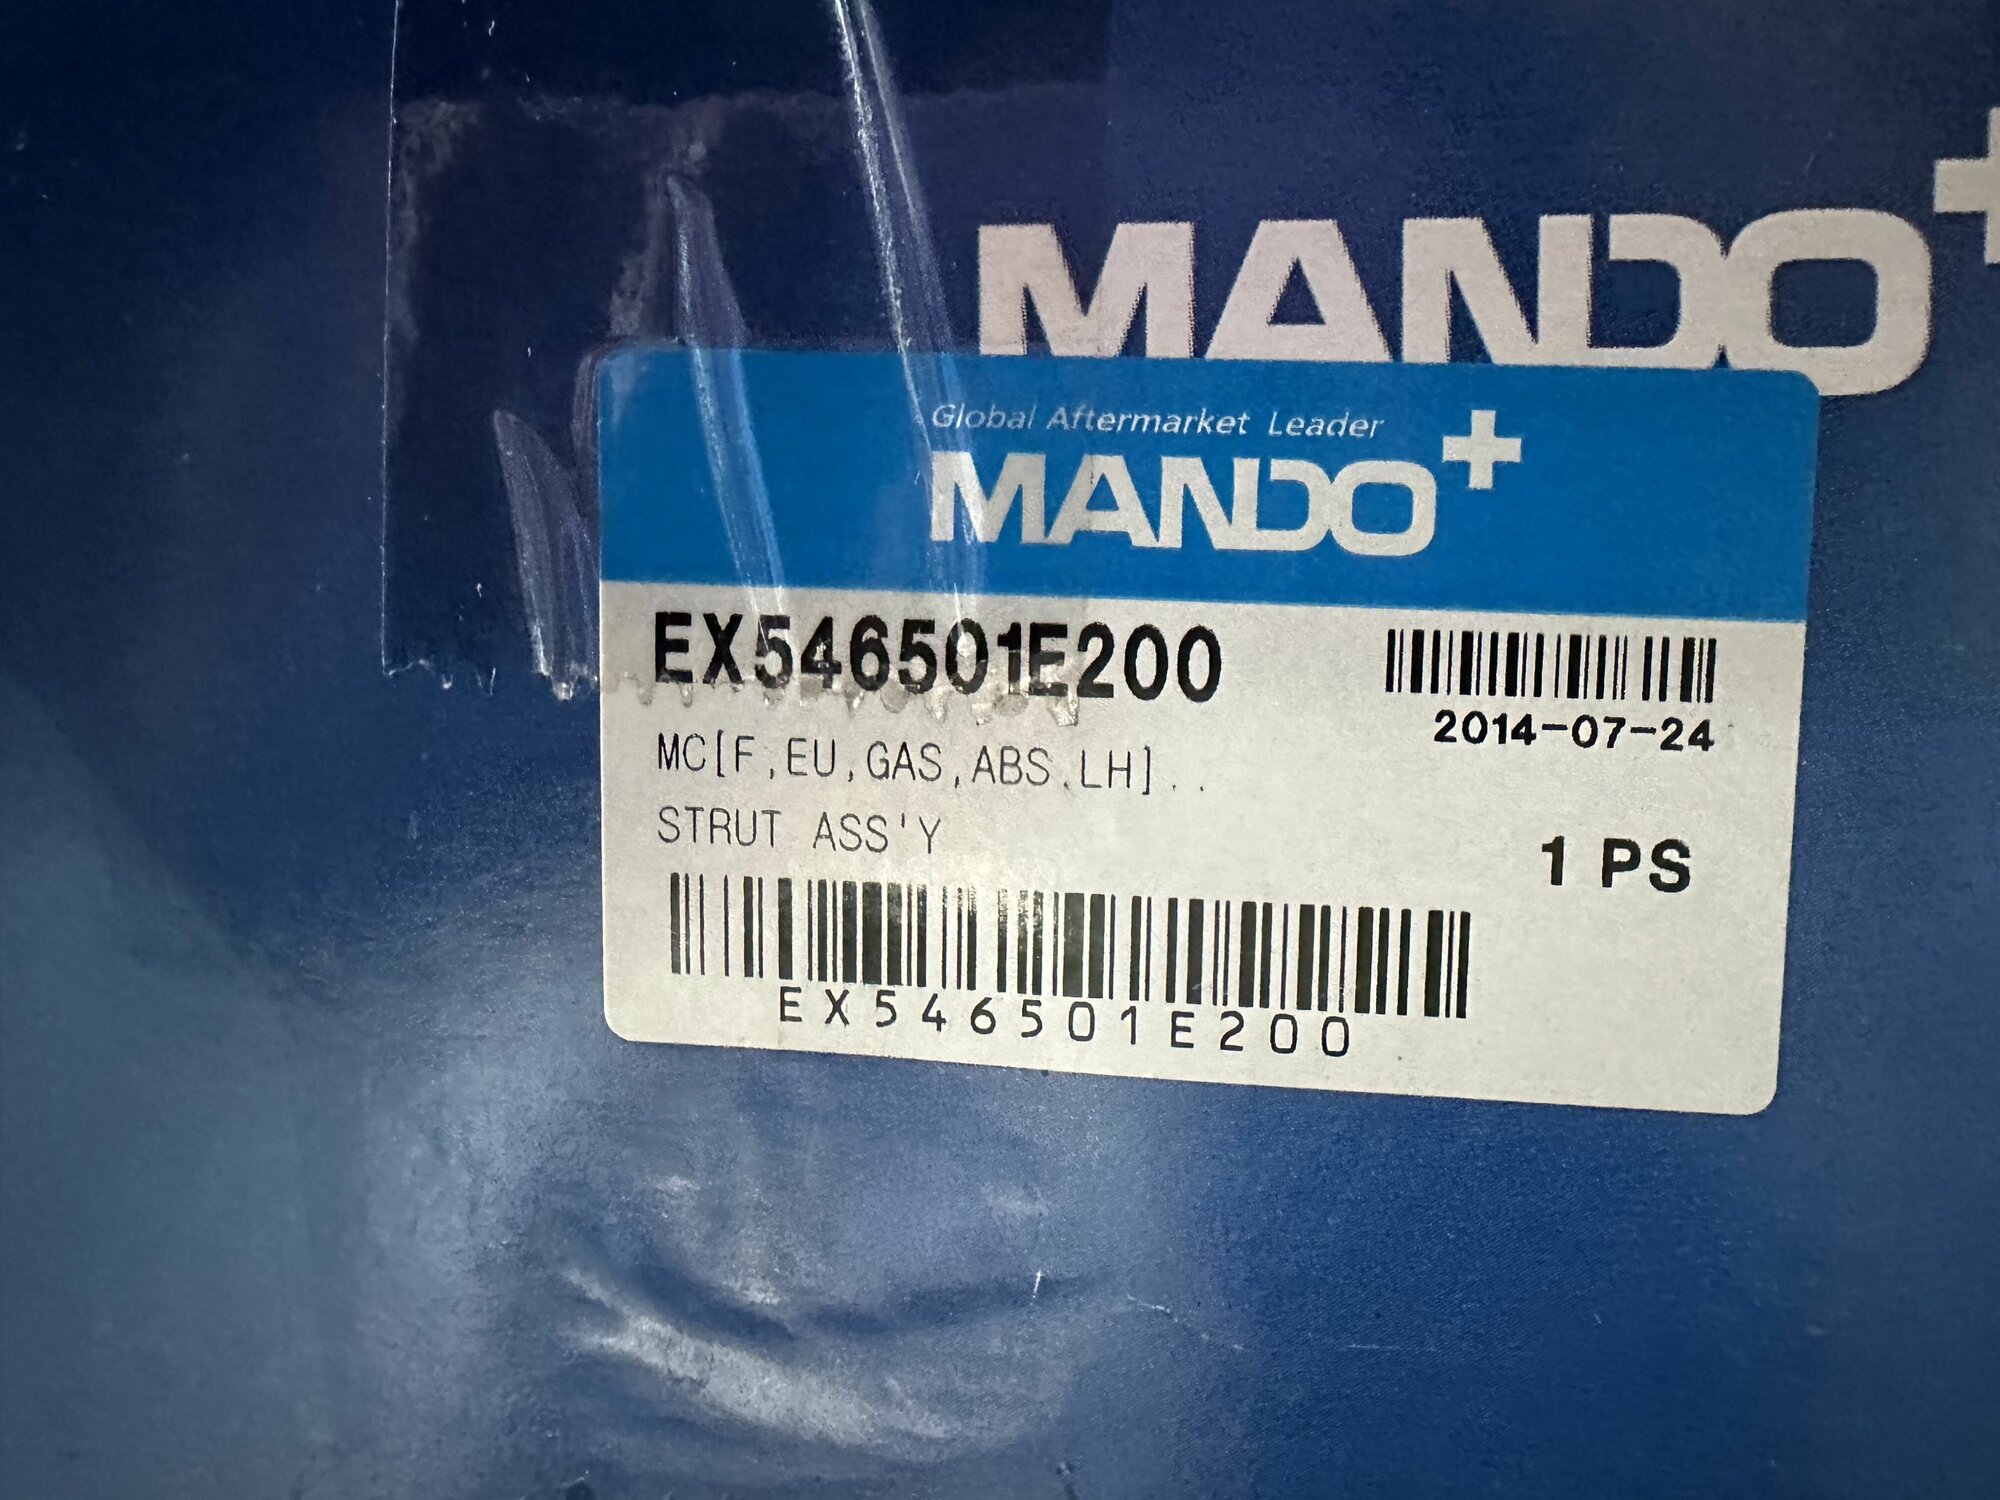 MANDO+
Global Aftermarket Leader
MANDO+
EX546501E200
2014-07-24
MC[F,EU,GAS,ABS,LH]..
STRUT ASS'Y
1 PS
EX546501E200